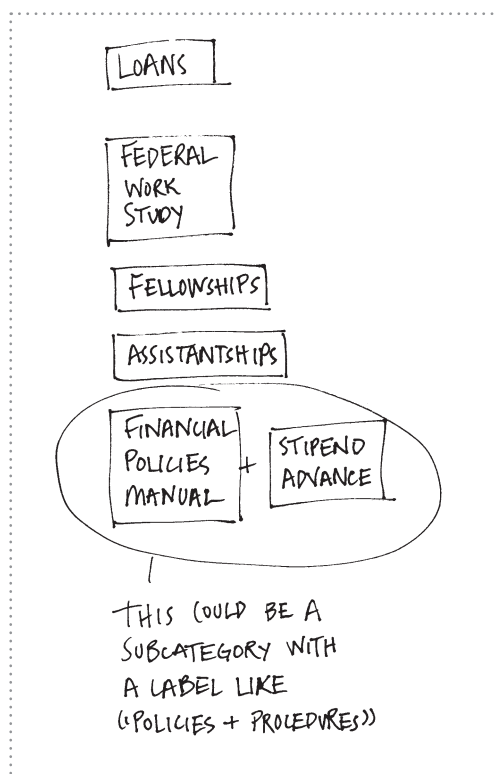 LOANS
FEDERAL
WORK
STUDY
FELLOWSHIPS
ASSISTANTSHIPS
FINANCIAL
POLICIES
MANUAL
+
STIPEND
ADVANCE
THIS COULD BE A
SUBCATEGORY WITH
A LABEL LIKE
“POLICIES + PROCEDURES”